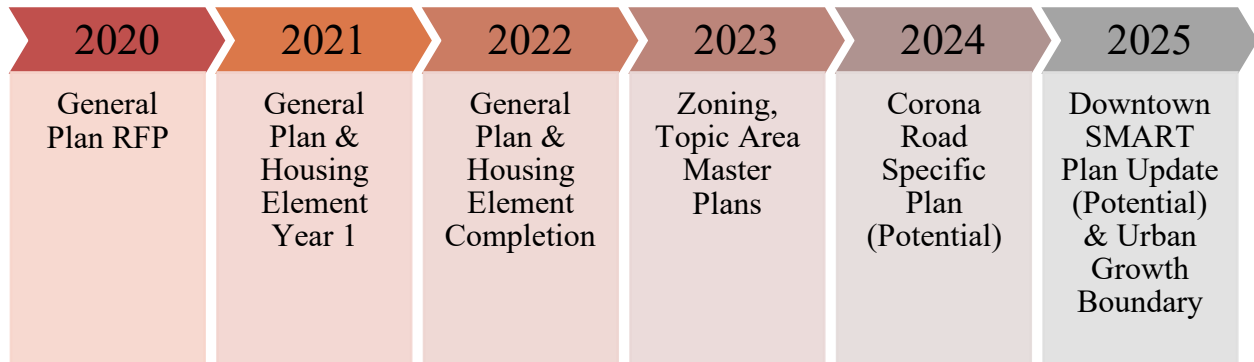 2020
General
Plan RFP
2021
General
Plan &
Housing
Element
Year 1
2022
General
Plan &
Housing
Element
Completion
2023
Zoning,
Topic Area
Master
Plans
2024
Corona
Road
Specific
Plan
(Potential)
2025
Downtown
SMART
Plan Update
(Potential)
& Urban
Growth
Boundary